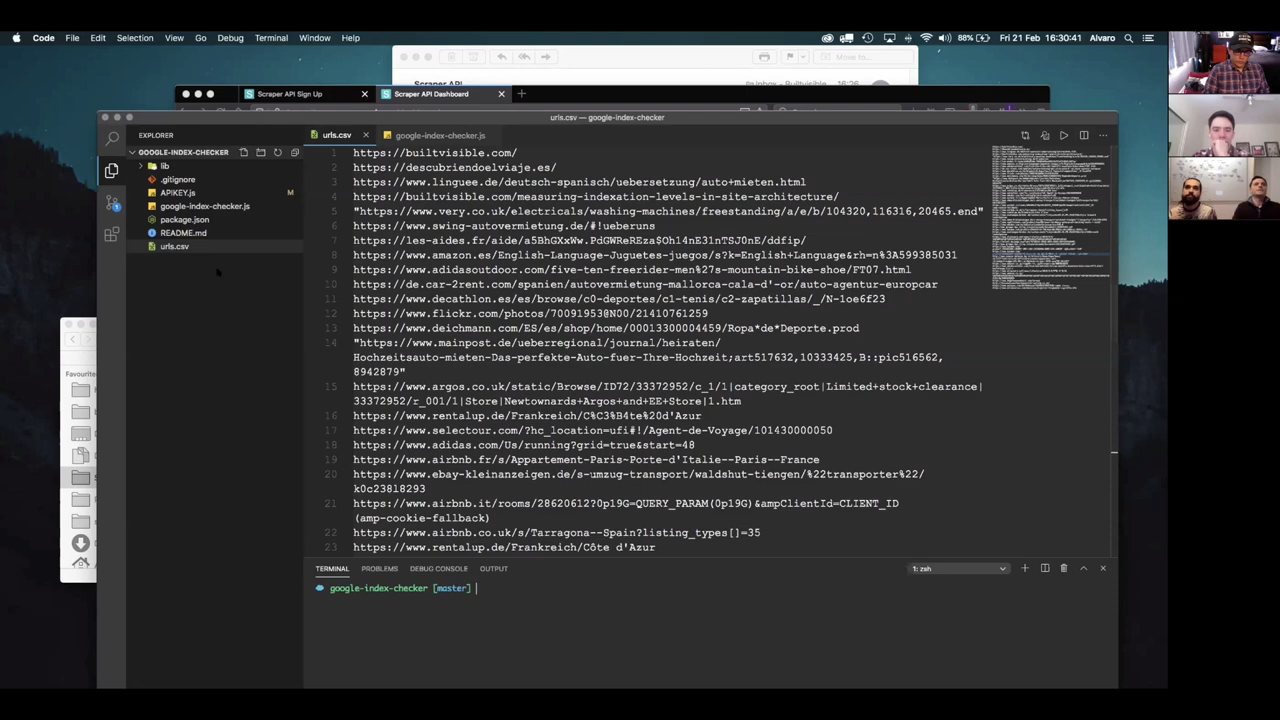 Code File Edit Selection View Go Debug Terminal Window Help 88% Fri 21 Feb 16:30:41 Alvaro
Move to...
Scraper API Inbox - Builtvisible 16:26
Scraper API Sign Up Scraper API Dashboard
urls.csv — google-index-checker
EXPLORER
urls.csv google-index-checker.js
GOOGLE-INDEX-CHECKER
lib
.gitignore
APIKEY.js M
google-index-checker.js
package.json
README.md
urls.csv
1
Favourites
1 https://builtvisible.com/
2 https://descubriendoelviaje.es/
3 https://www.linguee.de/deutsch-spanisch/uebersetzung/auto+mieten.html
4 https://builtvisible.com/measuring-indexation-levels-in-site-architecture/
5 "https://www.very.co.uk/electricals/washing-machines/freestanding/a/e/b/104320,116316,20465.end"
6 https://www.swing-autovermietung.de/#!ueberuns
7 https://les-aides.fr/aide/a5BhGXxWw.PdGWReREza$Oh14nE31nTSJ0nE/ddfip/
8 https://www.amazon.es/English-Language-Joguetes-juegos/s?k=English+Language&rh=n%3A599385031
9 https://www.adidasoutdoor.com/five-ten-freerider-men%27s-mountain-bike-shoe/FT07.html
10 https://de.car-2rent.com/spanien/autovermietung-mallorca-cala-d'-or/auto-agentur-europcar
11 https://www.decathlon.es/es/browse/c0-deportes/c1-tenis/c2-zapatillas/_/N-1oe6f23
12 https://www.flickr.com/photos/70091953@N00/21410761259
13 https://www.deichmann.com/ES/es/shop/home/00013300004459/Ropa*de*Deporte.prod
14 "https://www.mainpost.de/ueberregional/journal/heiraten/
Hochzeitsauto-mieten-Das-perfekte-Auto-fuer-Ihre-Hochzeit;art517632,10333425,B::pic516562,
8942879"
15 https://www.argos.co.uk/static/Browse/ID72/33372952/c_1/1|category_root|Limited+stock+clearance|
33372952/r_001/1|Store|Newtownards+Argos+and+EE+Store|1.htm
16 https://www.rentalup.de/Frankreich/C%C3%B4te%20d'Azur
17 https://www.selectour.com/?hc_location=ufi#!/Agent-de-Voyage/101430000050
18 https://www.adidas.com/Us/running?grid=true&start=48
19 https://www.airbnb.fr/s/Appartement-Paris~Porte-d'Italie--Paris--France
20 https://www.ebay-kleinanzeigen.de/s-umzug-transport/waldshut-tiengen/%22transporter%22/
k0c238l8293
21 https://www.airbnb.it/rooms/28620612?0p19G=QUERY_PARAM(0p19G)&ampClientId=CLIENT_ID
(amp-cookie-fallback)
22 https://www.airbnb.co.uk/s/Tarragona--Spain?listing_types[]=35
23 https://www.rentalup.de/Frankreich/Côte d'Azur
TERMINAL PROBLEMS DEBUG CONSOLE OUTPUT 1: zsh
google-index-checker [master]